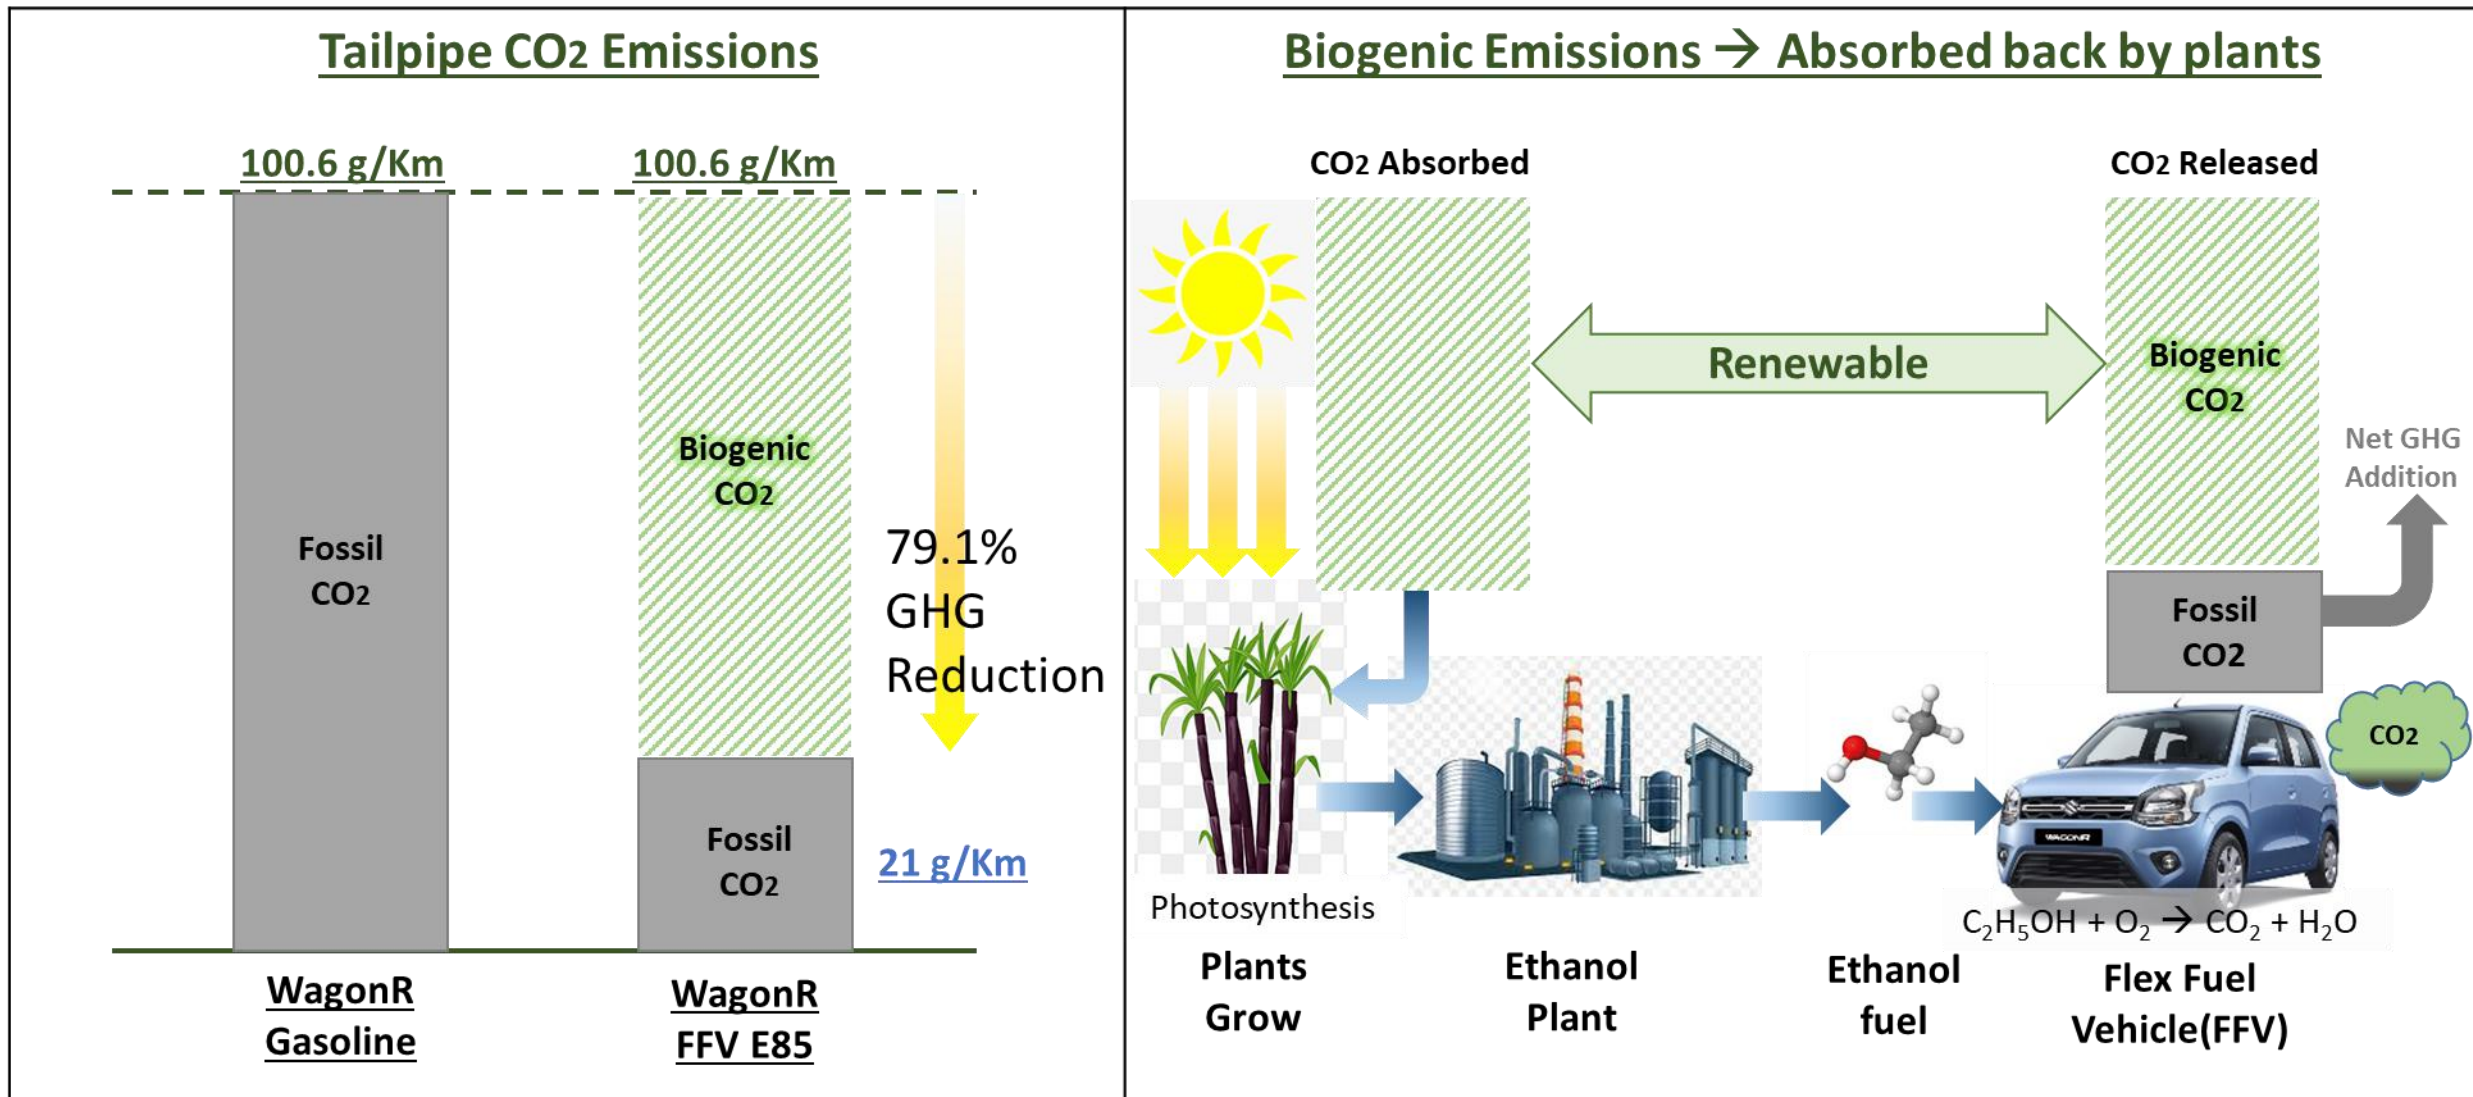 Tailpipe CO2 Emissions
100.6 g/Km
100.6 g/Km
Fossil
CO2
Biogenic
CO2
79.1%
GHG
Reduction
Fossil
CO2
21 g/Km
WagonR
Gasoline
WagonR
FFV E85
Biogenic Emissions → Absorbed back by plants
CO2 Absorbed
CO2 Released
Renewable
Biogenic
CO2
Net GHG
Addition
Fossil
CO2
CO2
WAGONR
Photosynthesis
C₂H₅OH + O₂ → CO₂ + H₂O
Plants
Grow
Ethanol
Plant
Ethanol
fuel
Flex Fuel
Vehicle(FFV)